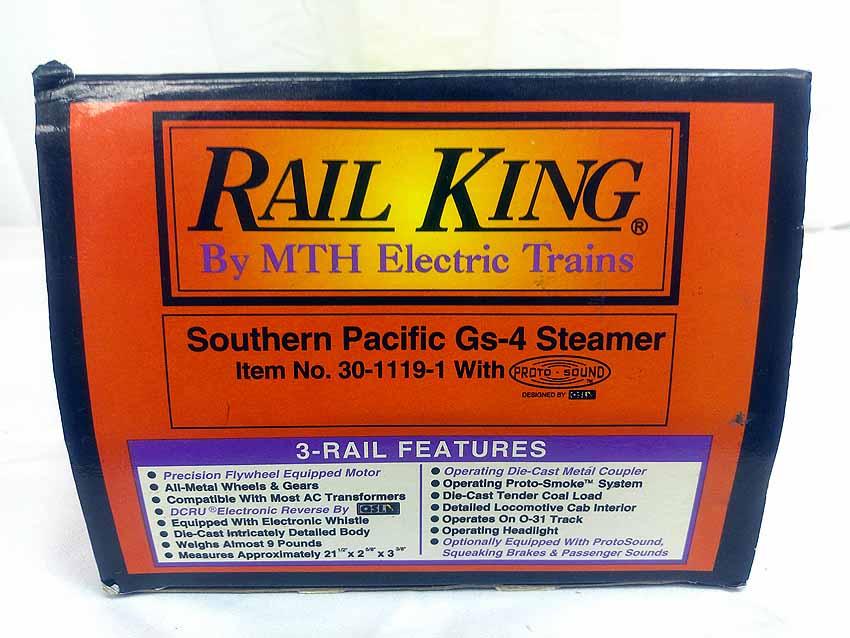 RAIL KING®
By MTH Electric Trains
Southern Pacific Gs-4 Steamer
Item No. 30-1119-1 With PROTO-SOUND™
DESIGNED BY QSI
3-RAIL FEATURES
• Precision Flywheel Equipped Motor
• All-Metal Wheels & Gears
• Compatible With Most AC Transformers
• DCRU® Electronic Reverse By QSI
• Equipped With Electronic Whistle
• Die-Cast Intricately Detailed Body
• Weighs Almost 9 Pounds
• Measures Approximately 21 1/2" x 2 5/8" x 3 3/8"
• Operating Die-Cast Metal Coupler
• Operating Proto-Smoke™ System
• Die-Cast Tender Coal Load
• Detailed Locomotive Cab Interior
• Operates On O-31 Track
• Operating Headlight
• Optionally Equipped With ProtoSound,
Squeaking Brakes & Passenger Sounds